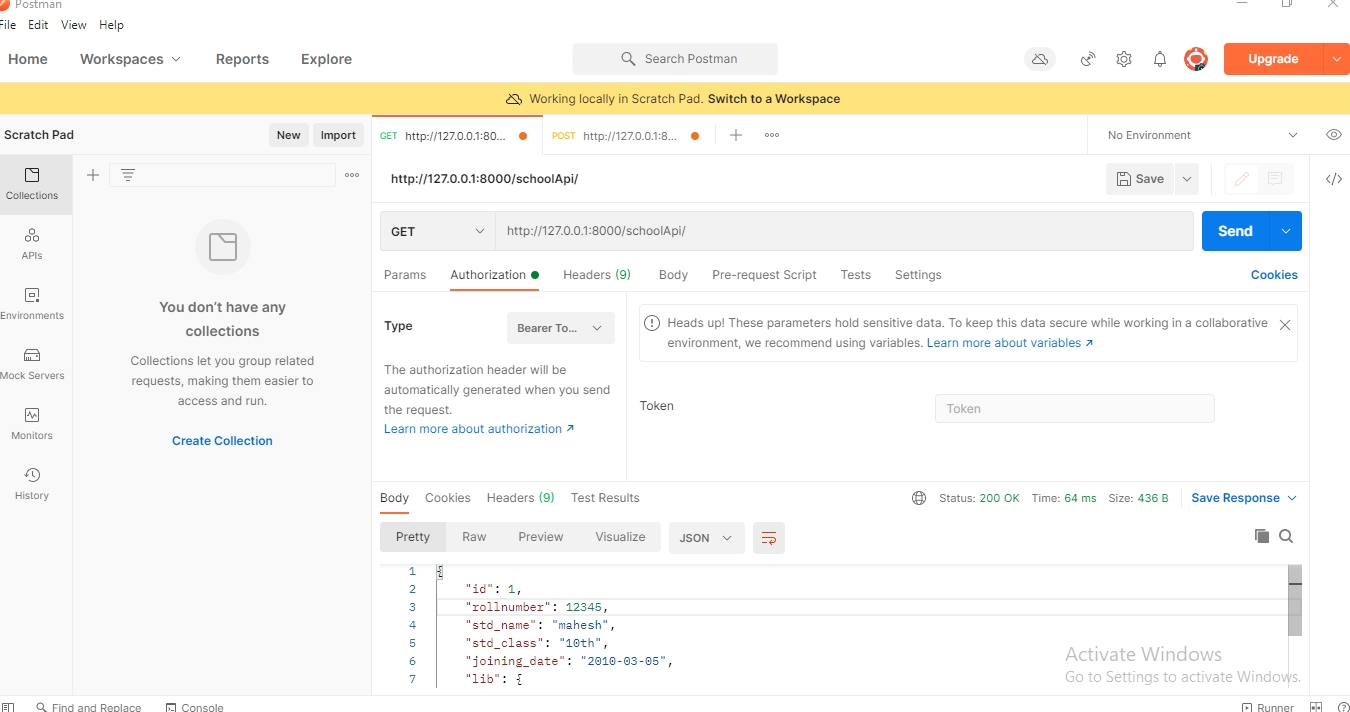 Postman
File Edit View Help
Home Workspaces Reports Explore Search Postman Upgrade
Working locally in Scratch Pad. Switch to a Workspace
Scratch Pad New Import GET http://127.0.0.1:80... POST http://127.0.0.1:8... No Environment
Collections
http://127.0.0.1:8000/schoolApi/ Save
GET http://127.0.0.1:8000/schoolApi/ Send
APIs
Params Authorization Headers (9) Body Pre-request Script Tests Settings Cookies
Environments
You don't have any
collections
Type Bearer To...
Heads up! These parameters hold sensitive data. To keep this data secure while working in a collaborative
environment, we recommend using variables. Learn more about variables
Mock Servers
Collections let you group related
requests, making them easier to
access and run.
The authorization header will be
automatically generated when you send
the request.
Learn more about authorization
Token Token
Monitors
Create Collection
History
Body Cookies Headers (9) Test Results Status: 200 OK Time: 64 ms Size: 436 B Save Response
Pretty Raw Preview Visualize JSON
1 {
2 "id": 1,
3 "rollnumber": 12345,
4 "std_name": "mahesh",
5 "std_class": "10th",
6 "joining_date": "2010-03-05",
7 "lib": {
Activate Windows
Go to Settings to activate Windows.
Find and Replace Console Runner